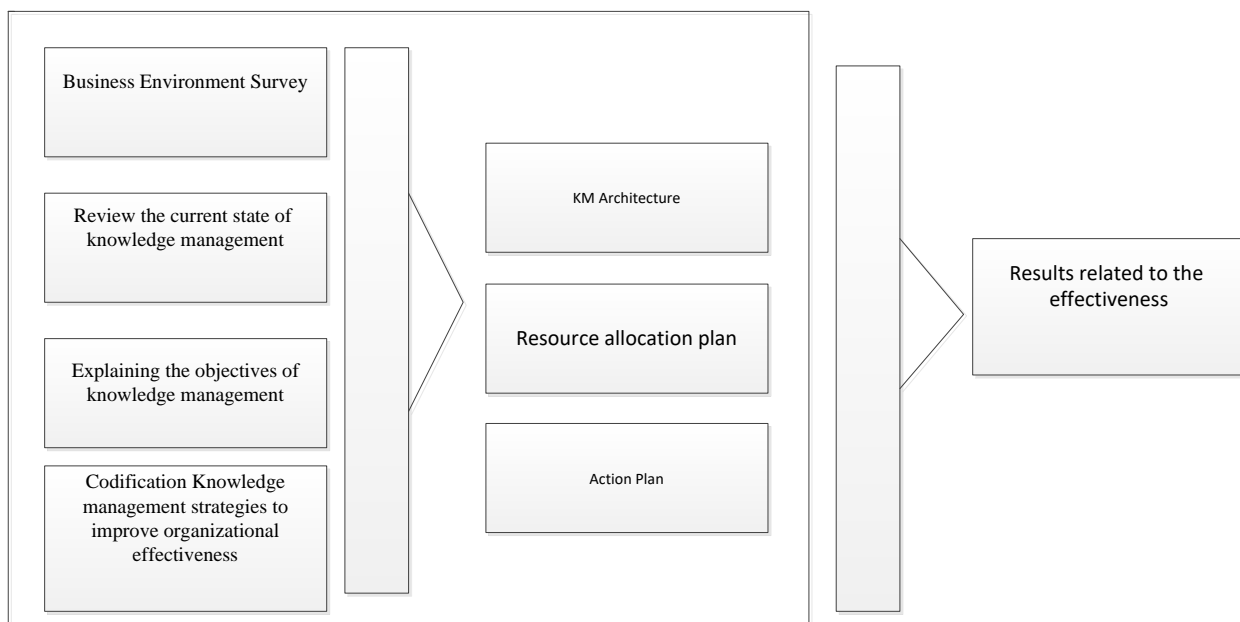 Business Environment Survey
Review the current state of
knowledge management
Explaining the objectives of
knowledge management
Codification Knowledge
management strategies to
improve organizational
effectiveness
KM Architecture
Resource allocation plan
Action Plan
Results related to the
effectiveness